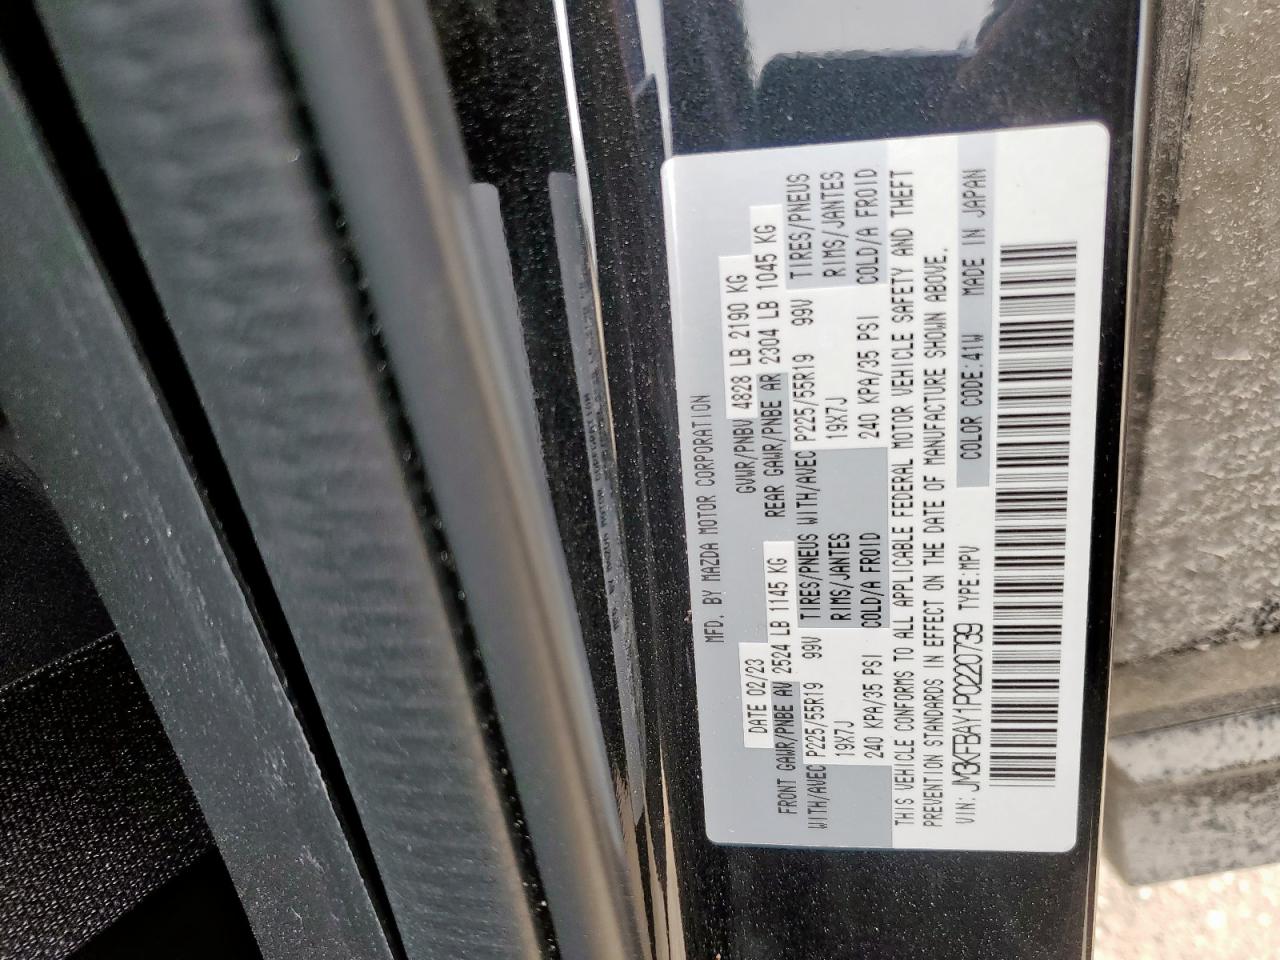 MFD. BY MAZDA MOTOR CORPORATION
DATE 02/23 GVWR/PNBV 4828 LB 2190 KG
FRONT GAWR/PNBE AV 2524 LB 1145 KG REAR GAWR/PNBE AR 2304 LB 1045 KG
WITH/AVEC P225/55R19 99V TIRES/PNEUS WITH/AVEC P225/55R19 99V TIRES/PNEUS
19X7J RIMS/JANTES 19X7J RIMS/JANTES
240 KPA/35 PSI COLD/A FROID 240 KPA/35 PSI COLD/A FROID
THIS VEHICLE CONFORMS TO ALL APPLICABLE FEDERAL MOTOR VEHICLE SAFETY AND THEFT
PREVENTION STANDARDS IN EFFECT ON THE DATE OF MANUFACTURE SHOWN ABOVE.
VIN: JM3KFBAY1P0220739 TYPE:MPV COLOR CODE:41W MADE IN JAPAN